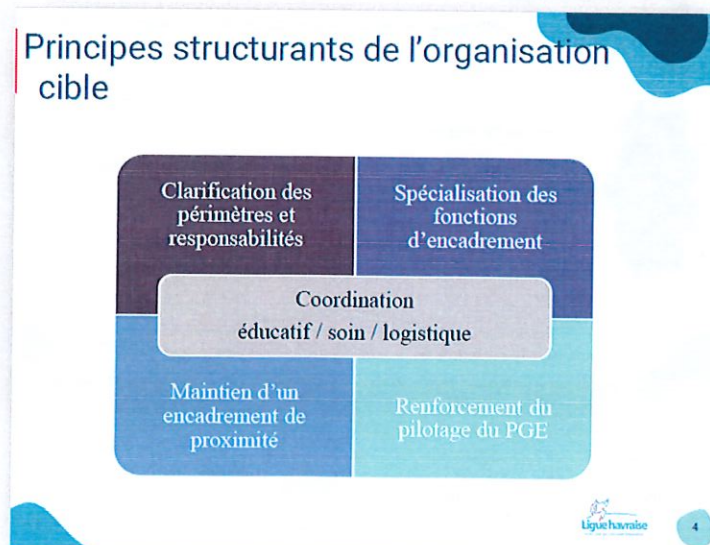 Principes structurants de l'organisation
cible
Clarification des
périmètres et
responsabilités
Spécialisation des
fonctions
d'encadrement
Coordination
éducatif / soin / logistique
Maintien d'un
encadrement de
proximité
Renforcement du
pilotage du PGE
Ligue havraise
4